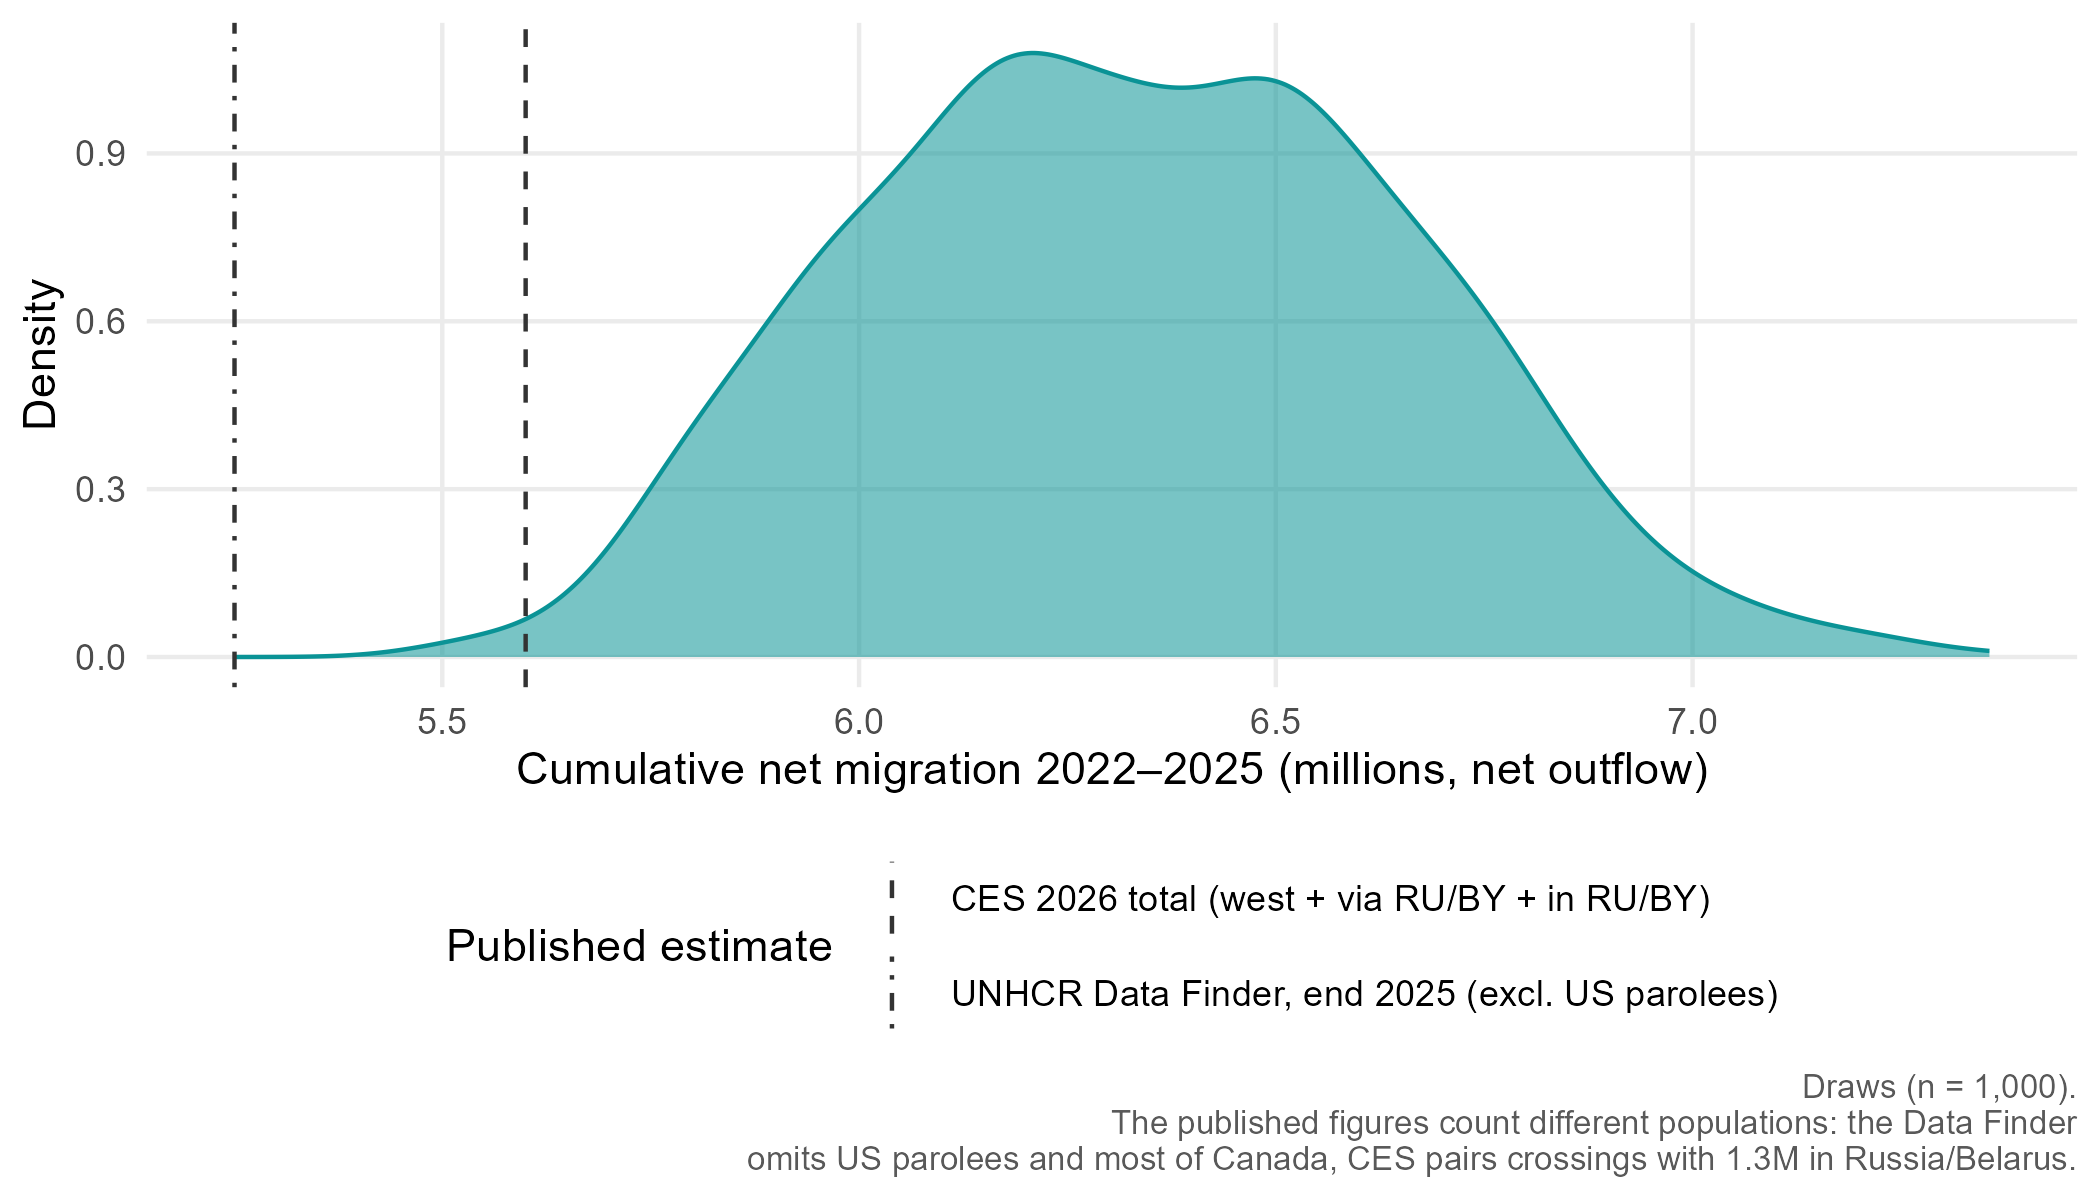 0.9
0.6
0.3
0.0
Density
5.5
6.0
6.5
7.0
Cumulative net migration 2022–2025 (millions, net outflow)
Published estimate
CES 2026 total (west + via RU/BY + in RU/BY)
UNHCR Data Finder, end 2025 (excl. US parolees)
Draws (n = 1,000).
The published figures count different populations: the Data Finder
omits US parolees and most of Canada, CES pairs crossings with 1.3M in Russia/Belarus.